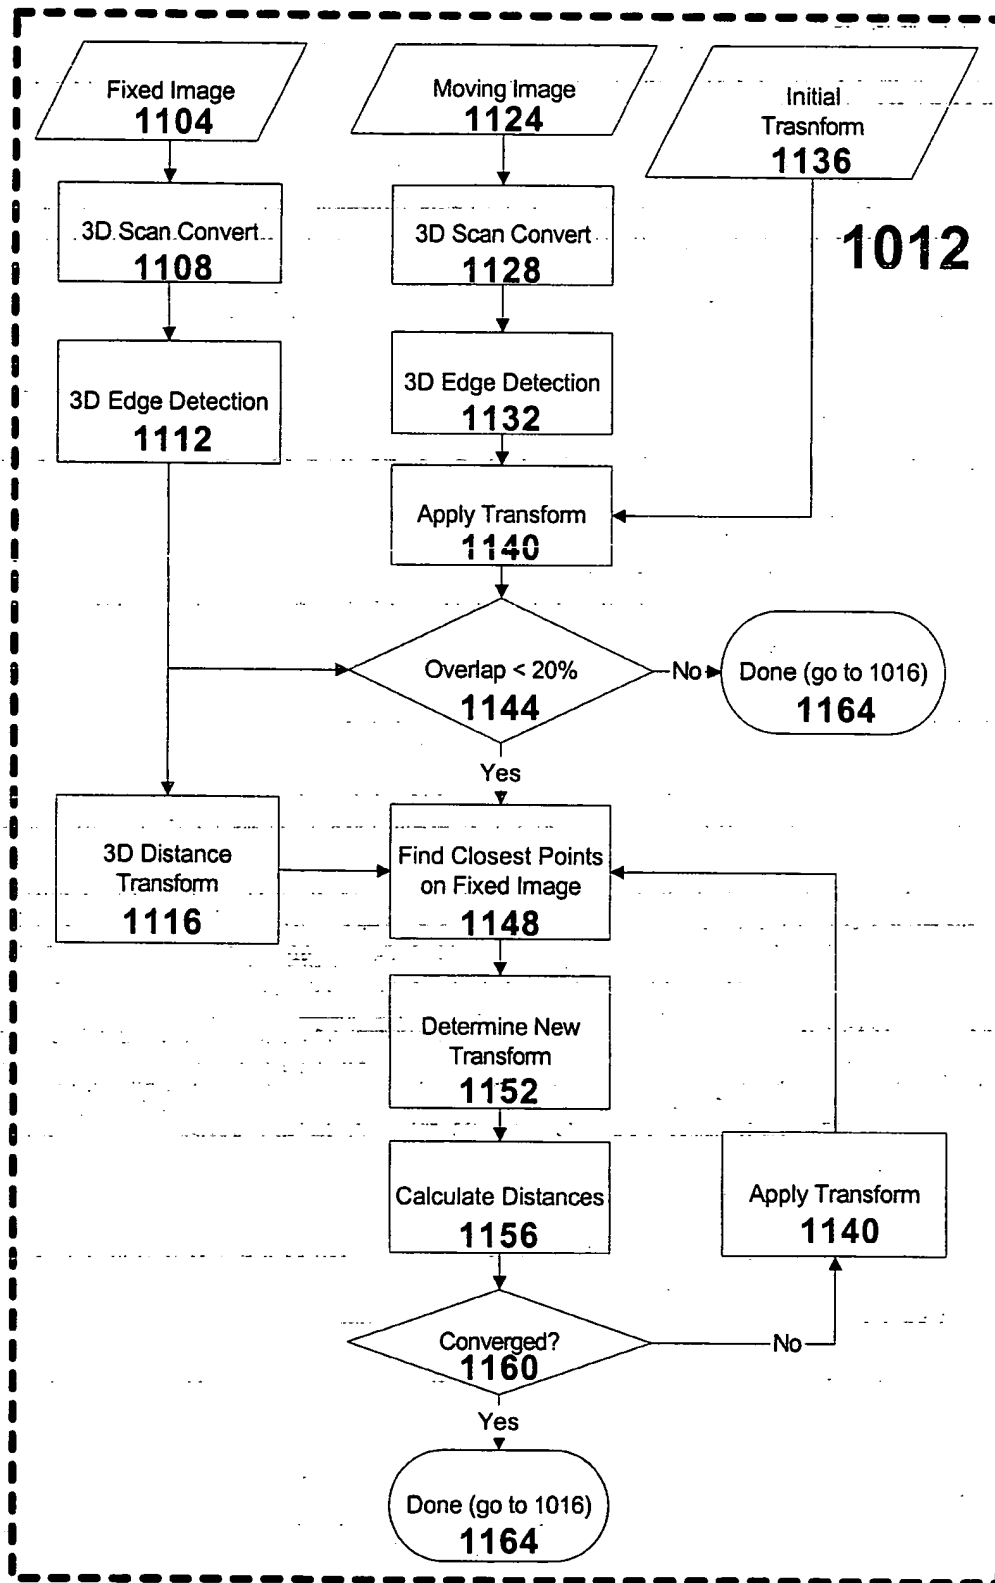 Fixed Image
1104
Moving Image
1124
Initial
Trasnform
1136
3D Scan Convert
1108
3D Scan Convert
1128
1012
3D Edge Detection
1112
3D Edge Detection
1132
Apply Transform
1140
Overlap < 20%
1144
No
Done (go to 1016)
1164
Yes
3D Distance
Transform
1116
Find Closest Points
on Fixed Image
1148
Determine New
Transform
1152
Calculate Distances
1156
Apply Transform
1140
Converged?
1160
No
Yes
Done (go to 1016)
1164